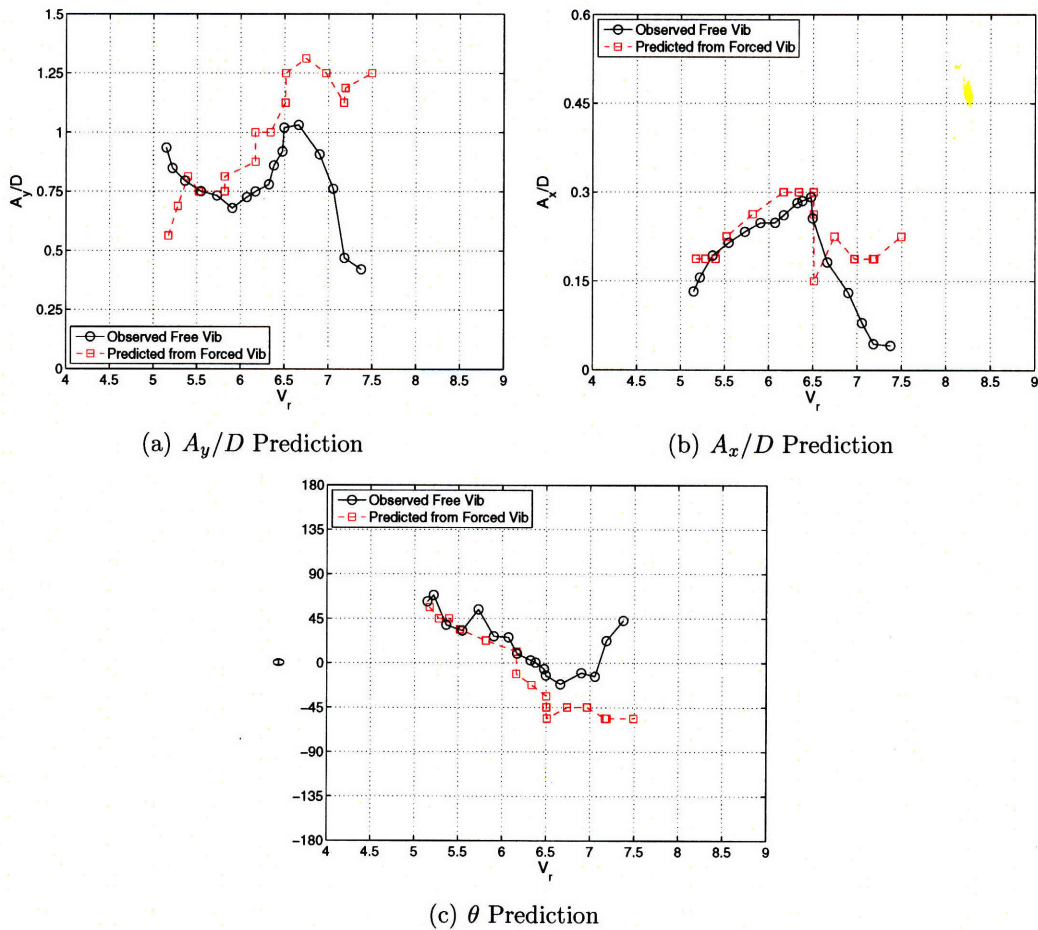 1.5
1.25
1
0.75
0.5
0.25
0
A_y/D
Observed Free Vib
Predicted from Forced Vib
4 4.5 5 5.5 6 6.5 7 7.5 8 8.5 9
V_r
(a) A_y/D Prediction
0.6
0.45
0.3
0.15
0
A_x/D
Observed Free Vib
Predicted from Forced Vib
4 4.5 5 5.5 6 6.5 7 7.5 8 8.5 9
V_r
(b) A_x/D Prediction
180
135
90
45
0
−45
−90
−135
−180
θ
Observed Free Vib
Predicted from Forced Vib
4 4.5 5 5.5 6 6.5 7 7.5 8 8.5 9
V_r
(c) θ Prediction